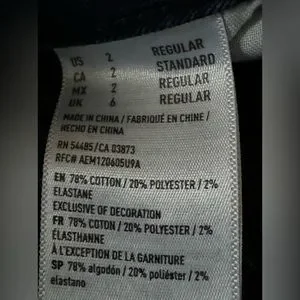 US 2 REGULAR
CA 2 STANDARD
MX 2 REGULAR
UK 6 REGULAR
MADE IN CHINA / FABRIQUÉ EN CHINE /
HECHO EN CHINA
RN 54485/CA 03873
RFC# AEM120605U9A
EN 78% COTTON / 20% POLYESTER / 2%
ELASTANE
EXCLUSIVE OF DECORATION
FR 78% COTON / 20% POLYESTER / 2%
ÉLASTHANNE
À L'EXCEPTION DE LA GARNITURE
SP 78% algodón / 20% poliéster / 2%
elastano